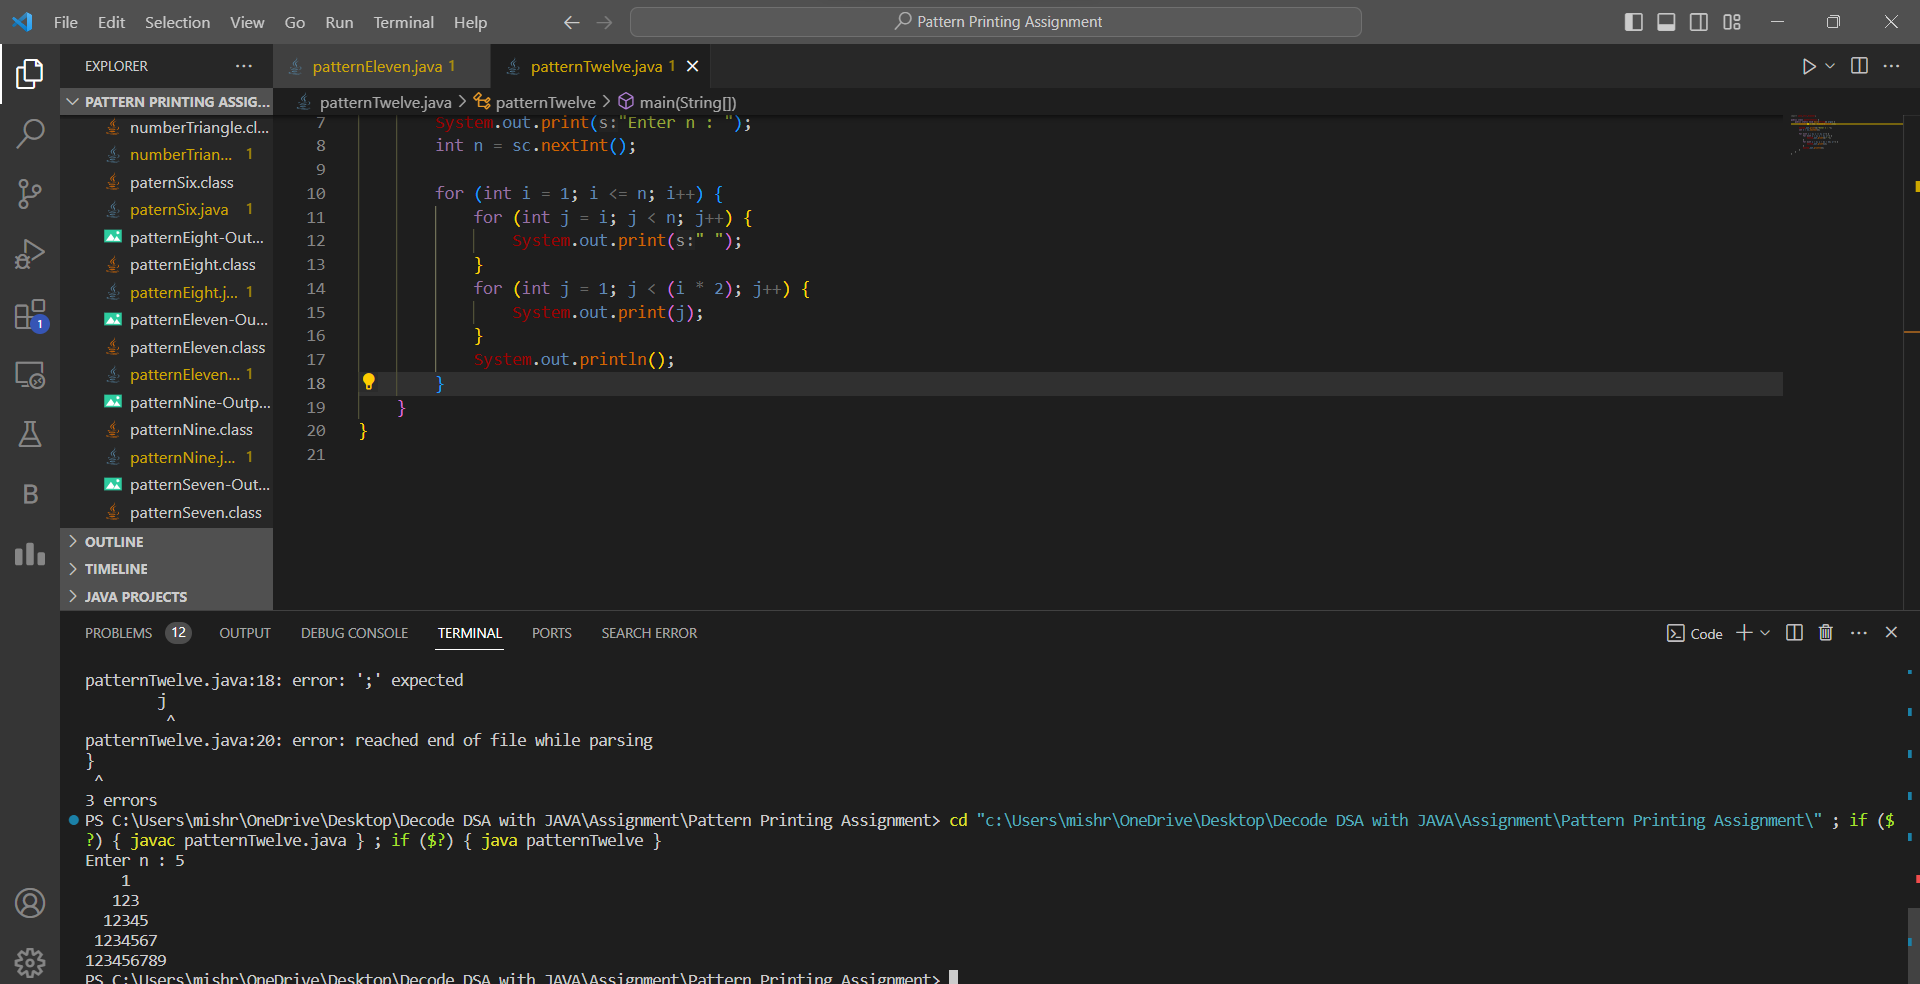 File Edit Selection View Go Run Terminal Help
Pattern Printing Assignment
EXPLORER
PATTERN PRINTING ASSIG...
numberTriangle.cl...
numberTrian... 1
paternSix.class
paternSix.java 1
patternEight-Out...
patternEight.class
patternEight.j... 1
patternEleven-Ou...
patternEleven.class
patternEleven... 1
patternNine-Outp...
patternNine.class
patternNine.j... 1
patternSeven-Out...
patternSeven.class
OUTLINE
TIMELINE
JAVA PROJECTS
1
B
patternEleven.java 1
patternTwelve.java 1
patternTwelve.java > patternTwelve > main(String[])
7 System.out.print(s:"Enter n : ");
8 int n = sc.nextInt();
9
10 for (int i = 1; i <= n; i++) {
11 for (int j = i; j < n; j++) {
12 System.out.print(s:" ");
13 }
14 for (int j = 1; j < (i * 2); j++) {
15 System.out.print(j);
16 }
17 System.out.println();
18 }
19 }
20 }
21
PROBLEMS 12 OUTPUT DEBUG CONSOLE TERMINAL PORTS SEARCH ERROR
Code
patternTwelve.java:18: error: ';' expected
j
^
patternTwelve.java:20: error: reached end of file while parsing
}
^
3 errors
PS C:\Users\mishr\OneDrive\Desktop\Decode DSA with JAVA\Assignment\Pattern Printing Assignment> cd "c:\Users\mishr\OneDrive\Desktop\Decode DSA with JAVA\Assignment\Pattern Printing Assignment\" ; if ($
?) { javac patternTwelve.java } ; if ($?) { java patternTwelve }
Enter n : 5
1
123
12345
1234567
123456789
PS C:\Users\mishr\OneDrive\Desktop\Decode DSA with JAVA\Assignment\Pattern Printing Assignment>